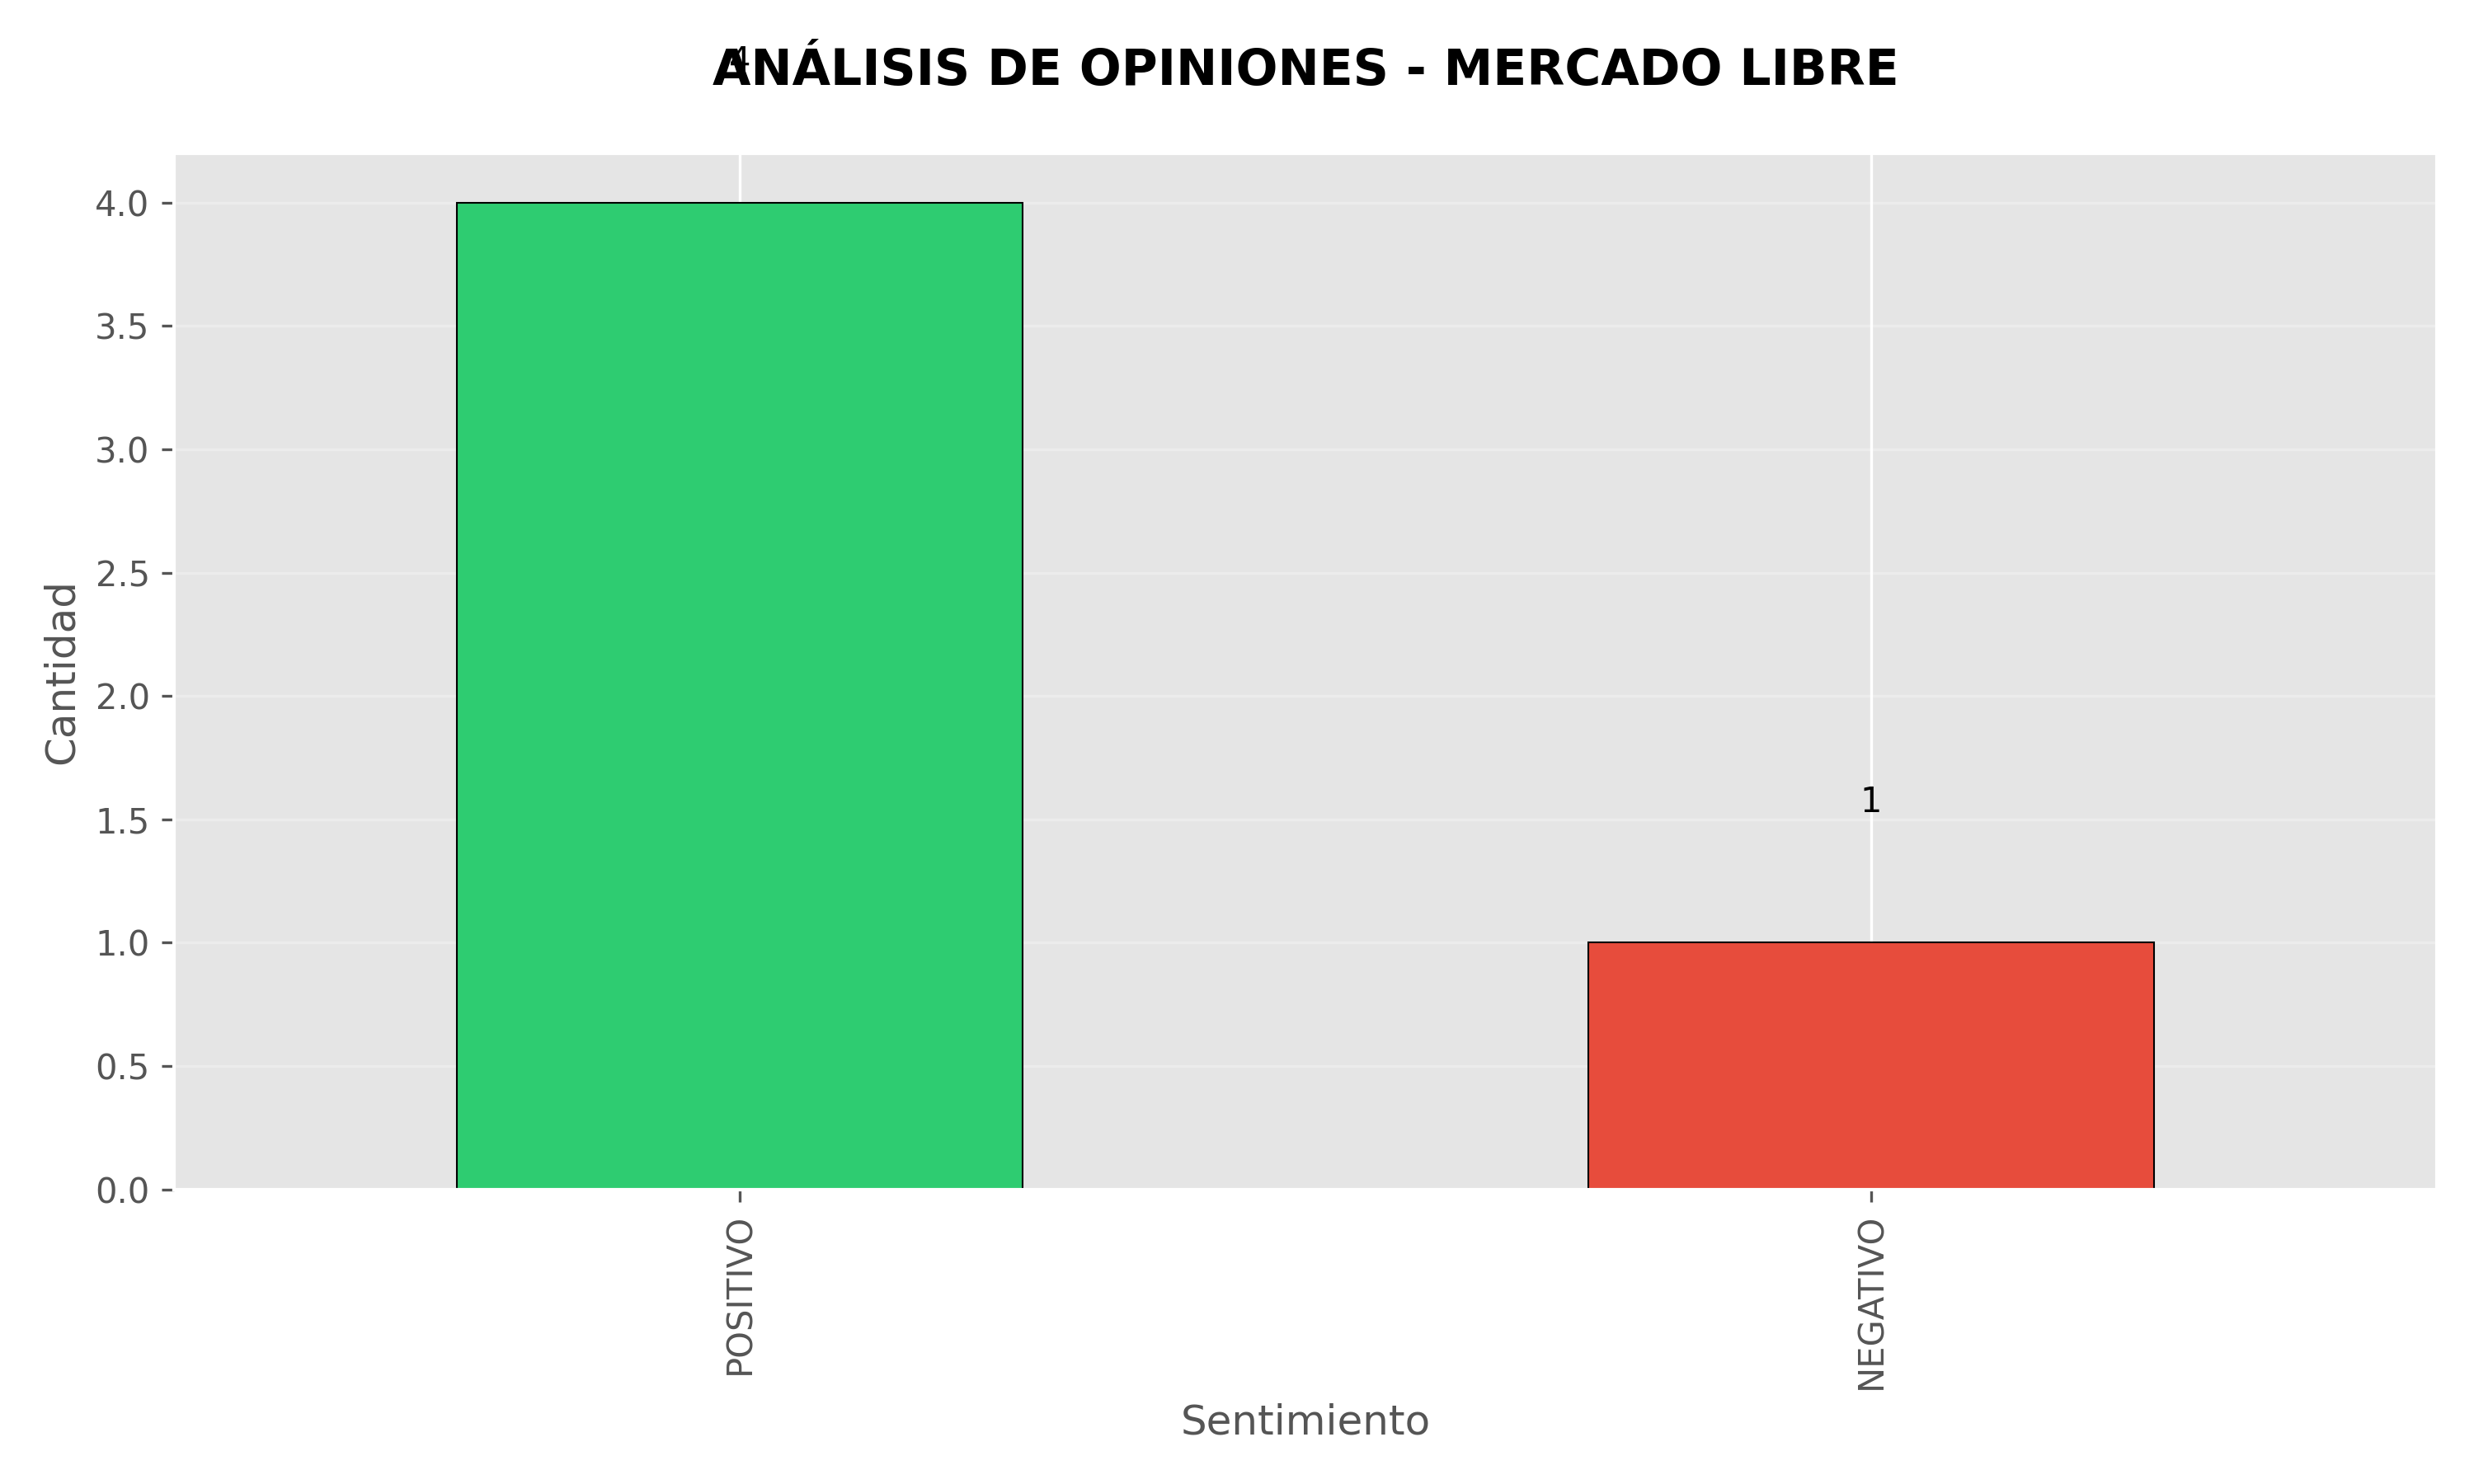 ANÁLISIS DE OPINIONES - MERCADO LIBRE
4
4.0
3.5
3.0
2.5
2.0
1.5
1.0
0.5
0.0
Cantidad
1
POSITIVO
NEGATIVO
Sentimiento